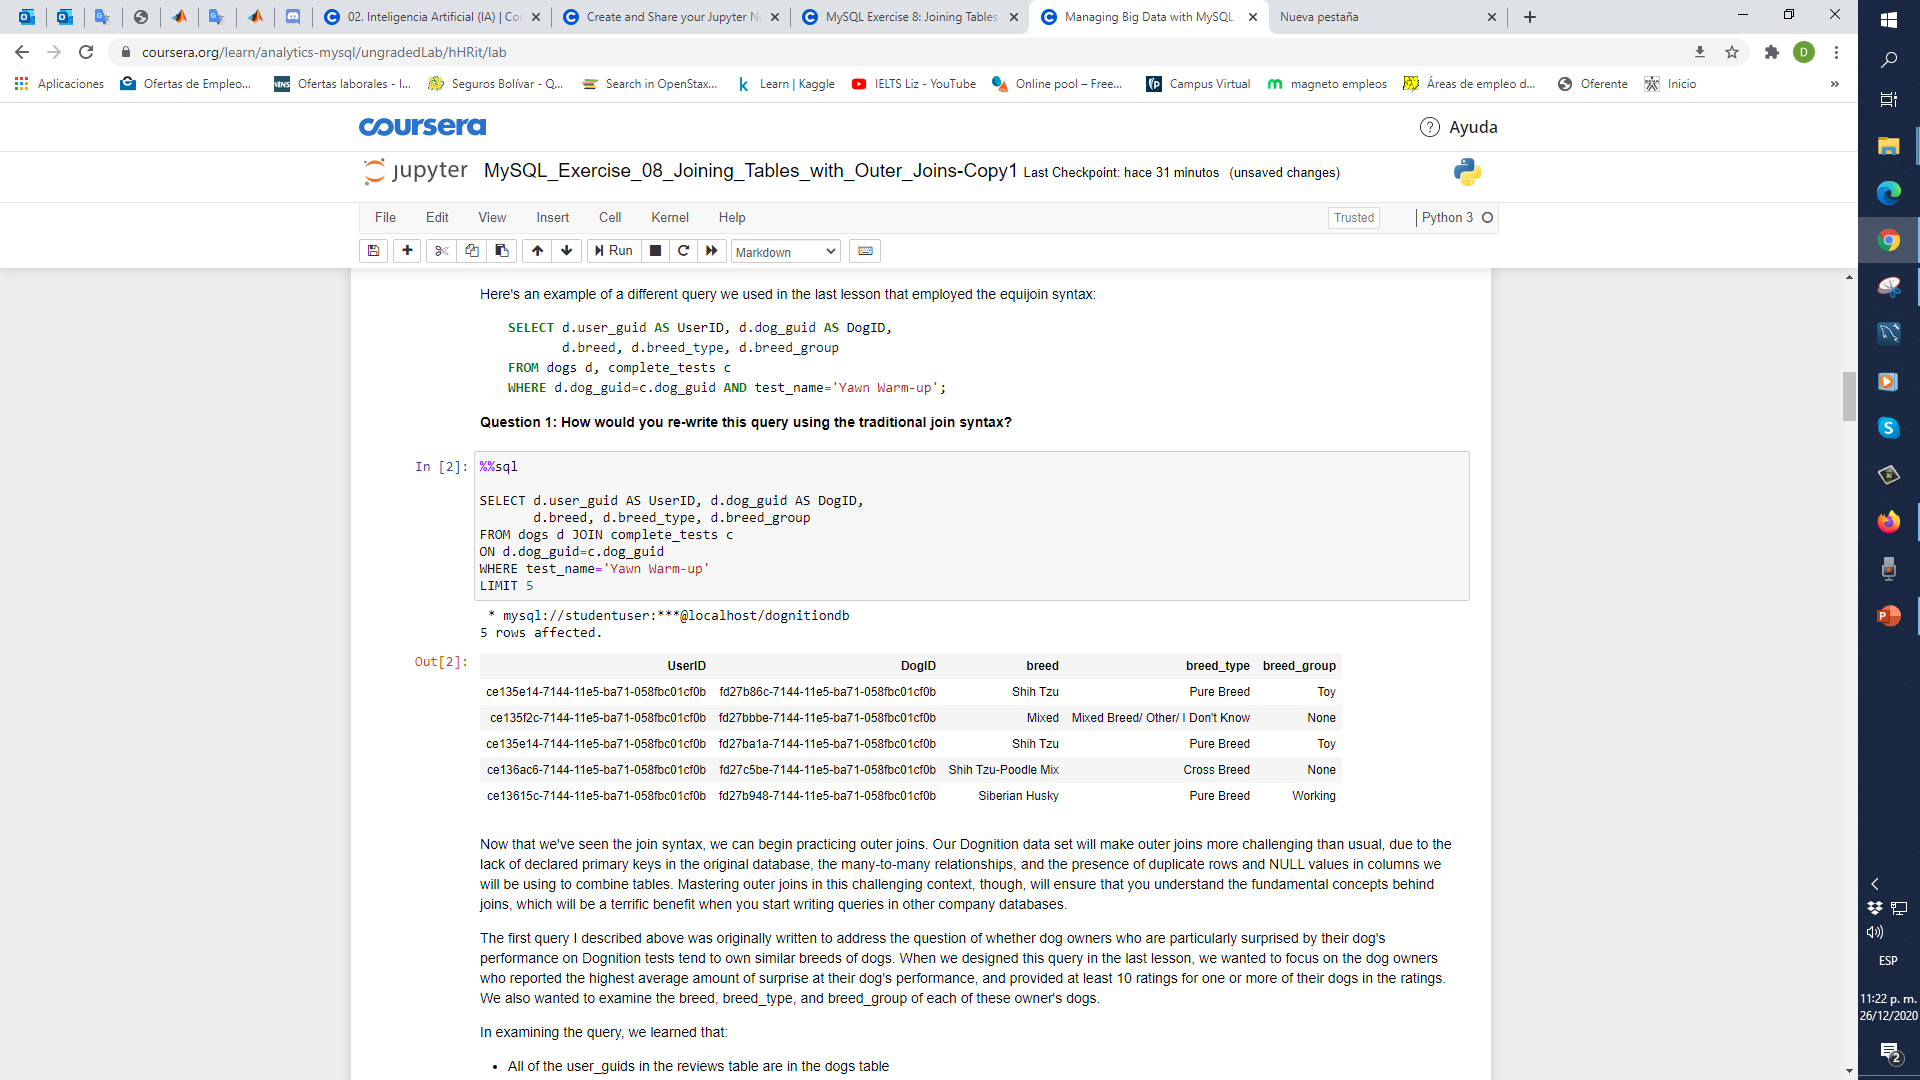 02. Inteligencia Artificial (IA) | Co
Create and Share your Jupyter N
MySQL Exercise 8: Joining Tables
Managing Big Data with MySQL
Nueva pestaña
coursera.org/learn/analytics-mysql/ungradedLab/hHRit/lab
D
Aplicaciones
Ofertas de Empleo...
Ofertas laborales - I...
Seguros Bolívar - Q...
Search in OpenStax...
Learn | Kaggle
IELTS Liz - YouTube
Online pool – Free...
Campus Virtual
magneto empleos
Áreas de empleo d...
Oferente
Inicio
»
coursera
Ayuda
jupyter MySQL_Exercise_08_Joining_Tables_with_Outer_Joins-Copy1 Last Checkpoint: hace 31 minutos (unsaved changes)
File Edit View Insert Cell Kernel Help Trusted Python 3
Run Markdown
Here's an example of a different query we used in the last lesson that employed the equijoin syntax:
SELECT d.user_guid AS UserID, d.dog_guid AS DogID,
d.breed, d.breed_type, d.breed_group
FROM dogs d, complete_tests c
WHERE d.dog_guid=c.dog_guid AND test_name='Yawn Warm-up';
Question 1: How would you re-write this query using the traditional join syntax?
In [2]: %%sql
SELECT d.user_guid AS UserID, d.dog_guid AS DogID,
d.breed, d.breed_type, d.breed_group
FROM dogs d JOIN complete_tests c
ON d.dog_guid=c.dog_guid
WHERE test_name='Yawn Warm-up'
LIMIT 5
* mysql://studentuser:***@localhost/dognitiondb
5 rows affected.
Out[2]: UserID DogID breed breed_type breed_group
ce135e14-7144-11e5-ba71-058fbc01cf0b fd27b86c-7144-11e5-ba71-058fbc01cf0b Shih Tzu Pure Breed Toy
ce135f2c-7144-11e5-ba71-058fbc01cf0b fd27bbbe-7144-11e5-ba71-058fbc01cf0b Mixed Mixed Breed/ Other/ I Don't Know None
ce135e14-7144-11e5-ba71-058fbc01cf0b fd27ba1a-7144-11e5-ba71-058fbc01cf0b Shih Tzu Pure Breed Toy
ce136ac6-7144-11e5-ba71-058fbc01cf0b fd27c5be-7144-11e5-ba71-058fbc01cf0b Shih Tzu-Poodle Mix Cross Breed None
ce13615c-7144-11e5-ba71-058fbc01cf0b fd27b948-7144-11e5-ba71-058fbc01cf0b Siberian Husky Pure Breed Working
Now that we've seen the join syntax, we can begin practicing outer joins. Our Dognition data set will make outer joins more challenging than usual, due to the
lack of declared primary keys in the original database, the many-to-many relationships, and the presence of duplicate rows and NULL values in columns we
will be using to combine tables. Mastering outer joins in this challenging context, though, will ensure that you understand the fundamental concepts behind
joins, which will be a terrific benefit when you start writing queries in other company databases.
The first query I described above was originally written to address the question of whether dog owners who are particularly surprised by their dog's
performance on Dognition tests tend to own similar breeds of dogs. When we designed this query in the last lesson, we wanted to focus on the dog owners
who reported the highest average amount of surprise at their dog's performance, and provided at least 10 ratings for one or more of their dogs in the ratings.
We also wanted to examine the breed, breed_type, and breed_group of each of these owner's dogs.
In examining the query, we learned that:
• All of the user_guids in the reviews table are in the dogs table
ESP
11:22 p. m.
26/12/2020
2